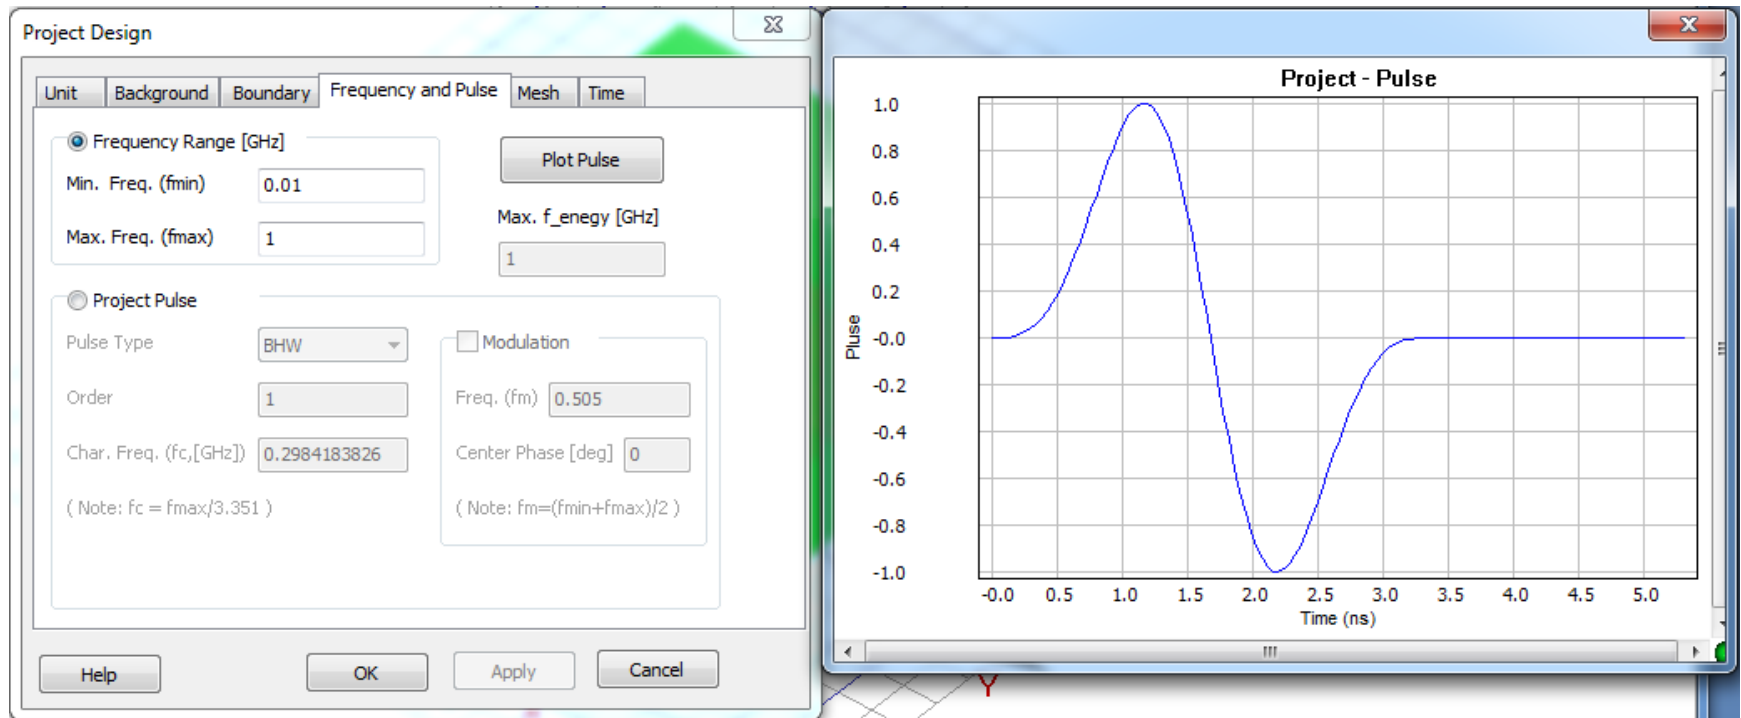 Project Design
Unit Background Boundary Frequency and Pulse Mesh Time
Frequency Range [GHz]
Min. Freq. (fmin) 0.01
Max. Freq. (fmax) 1
Plot Pulse
Max. f_enegy [GHz]
1
Project Pulse
Pulse Type BHW
Order 1
Char. Freq. (fc,[GHz]) 0.2984183826
( Note: fc = fmax/3.351 )
Modulation
Freq. (fm) 0.505
Center Phase [deg] 0
( Note: fm=(fmin+fmax)/2 )
Help OK Apply Cancel
Project - Pulse
1.0
0.8
0.6
0.4
0.2
-0.0
-0.2
-0.4
-0.6
-0.8
-1.0
Pluse
-0.0 0.5 1.0 1.5 2.0 2.5 3.0 3.5 4.0 4.5 5.0
Time (ns)
Y